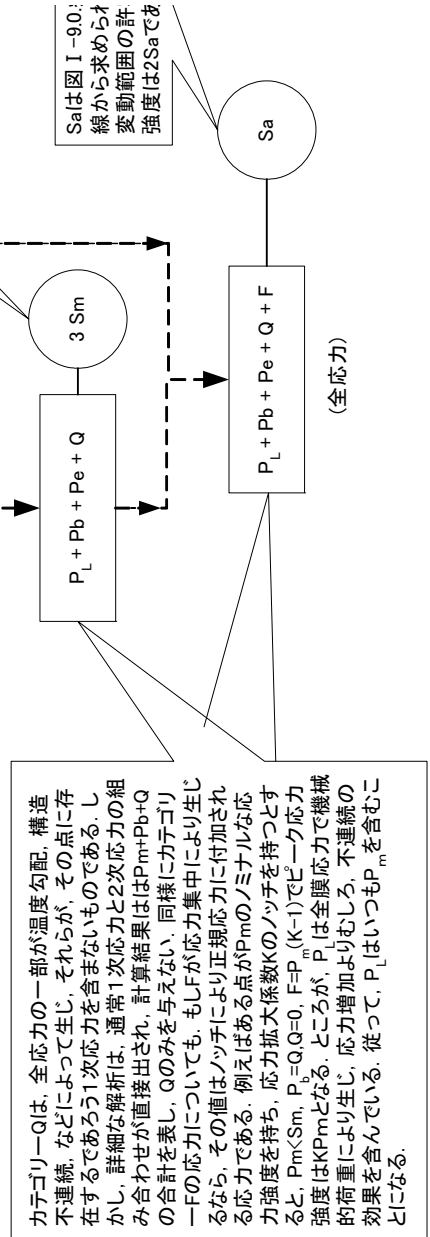 Saは図Ⅰ-9.0.
線から求められ
変動範囲の許
強度は2Saであ
3 Sm
Sa
P_L + Pb + Pe + Q
P_L + Pb + Pe + Q + F
(全応力)
カテゴリーQは, 全応力の一部が温度勾配, 構造
不連続, などによって生じ, それらが, その点に存
在するであろう1次応力を含まないものである. し
かし, 詳細な解析は, 通常1次応力と2次応力の組
み合わせが直接出され, 計算結果ははPm+Pb+Q
の合計を表し, Qのみを与えない. 同様にカテゴリ
ーFの応力についても. もしFが応力集中により生じ
るなら, その値はノッチにより正規応力に付加され
る応力である. 例えばある点がPmのノミナルな応
力強度を持ち, 応力拡大係数Kのノッチを持つとす
ると, Pm<Sm, P_b=Q,Q=0, F=P_m(K-1)でピーク応力
強度はKPmとなる. ところが, P_Lは全膜応力で機械
的荷重により生じ, 応力増加よりむしろ, 不連続の
効果を含んでいる. 従って, P_LはいつもP_mを含むこ
とになる.